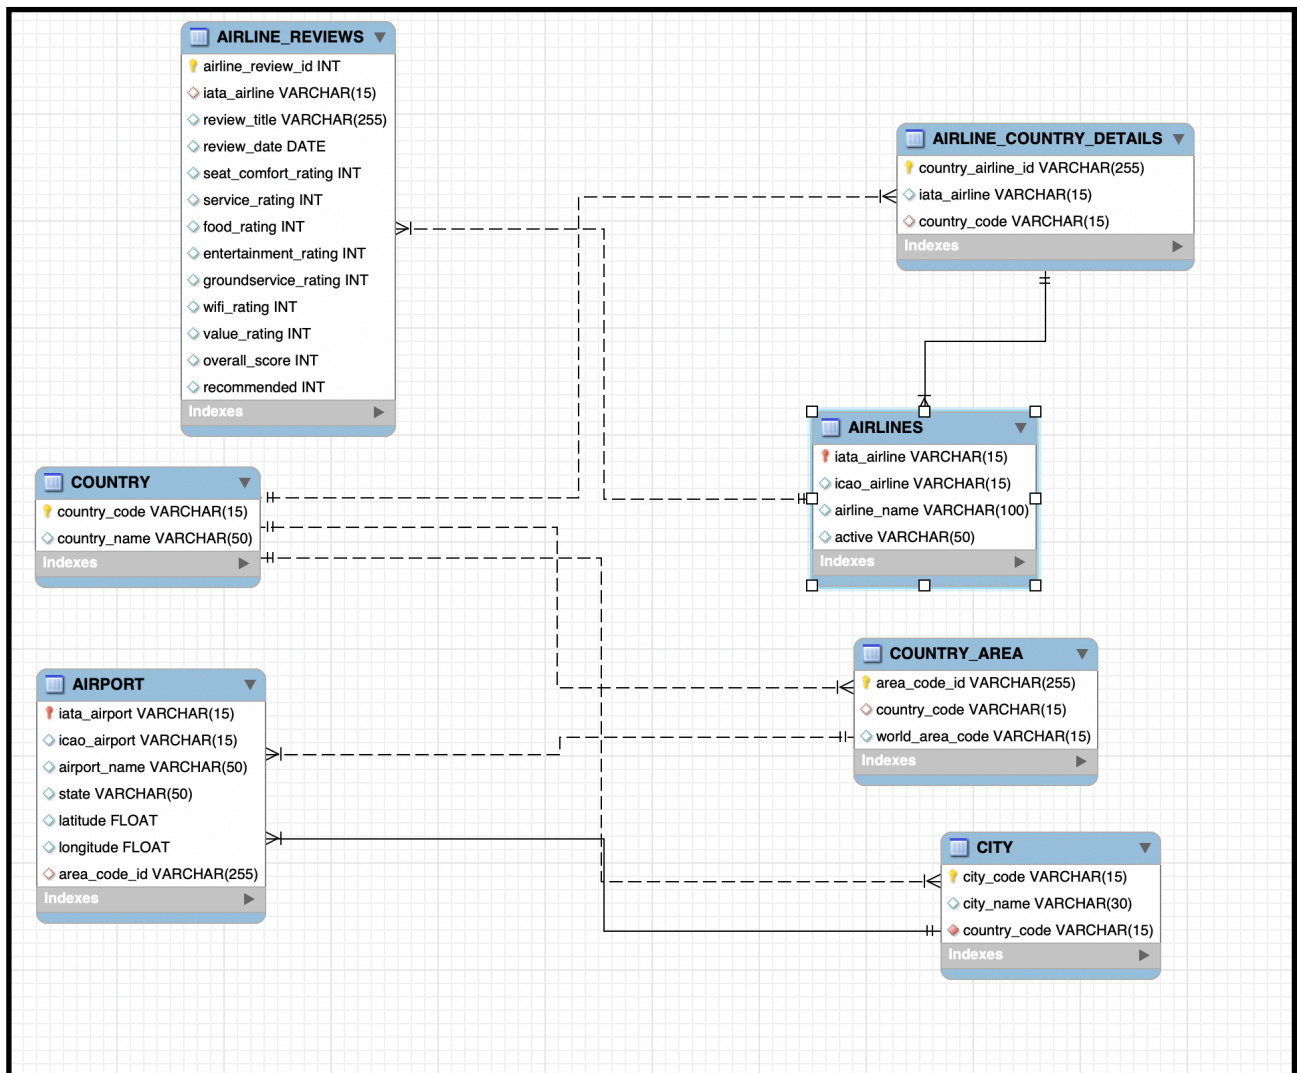 AIRLINE_REVIEWS
airline_review_id INT
iata_airline VARCHAR(15)
review_title VARCHAR(255)
review_date DATE
seat_comfort_rating INT
service_rating INT
food_rating INT
entertainment_rating INT
groundservice_rating INT
wifi_rating INT
value_rating INT
overall_score INT
recommended INT
Indexes
AIRLINE_COUNTRY_DETAILS
country_airline_id VARCHAR(255)
iata_airline VARCHAR(15)
country_code VARCHAR(15)
Indexes
AIRLINES
iata_airline VARCHAR(15)
icao_airline VARCHAR(15)
airline_name VARCHAR(100)
active VARCHAR(50)
Indexes
COUNTRY
country_code VARCHAR(15)
country_name VARCHAR(50)
Indexes
COUNTRY_AREA
area_code_id VARCHAR(255)
country_code VARCHAR(15)
world_area_code VARCHAR(15)
Indexes
AIRPORT
iata_airport VARCHAR(15)
icao_airport VARCHAR(15)
airport_name VARCHAR(50)
state VARCHAR(50)
latitude FLOAT
longitude FLOAT
area_code_id VARCHAR(255)
Indexes
CITY
city_code VARCHAR(15)
city_name VARCHAR(30)
country_code VARCHAR(15)
Indexes